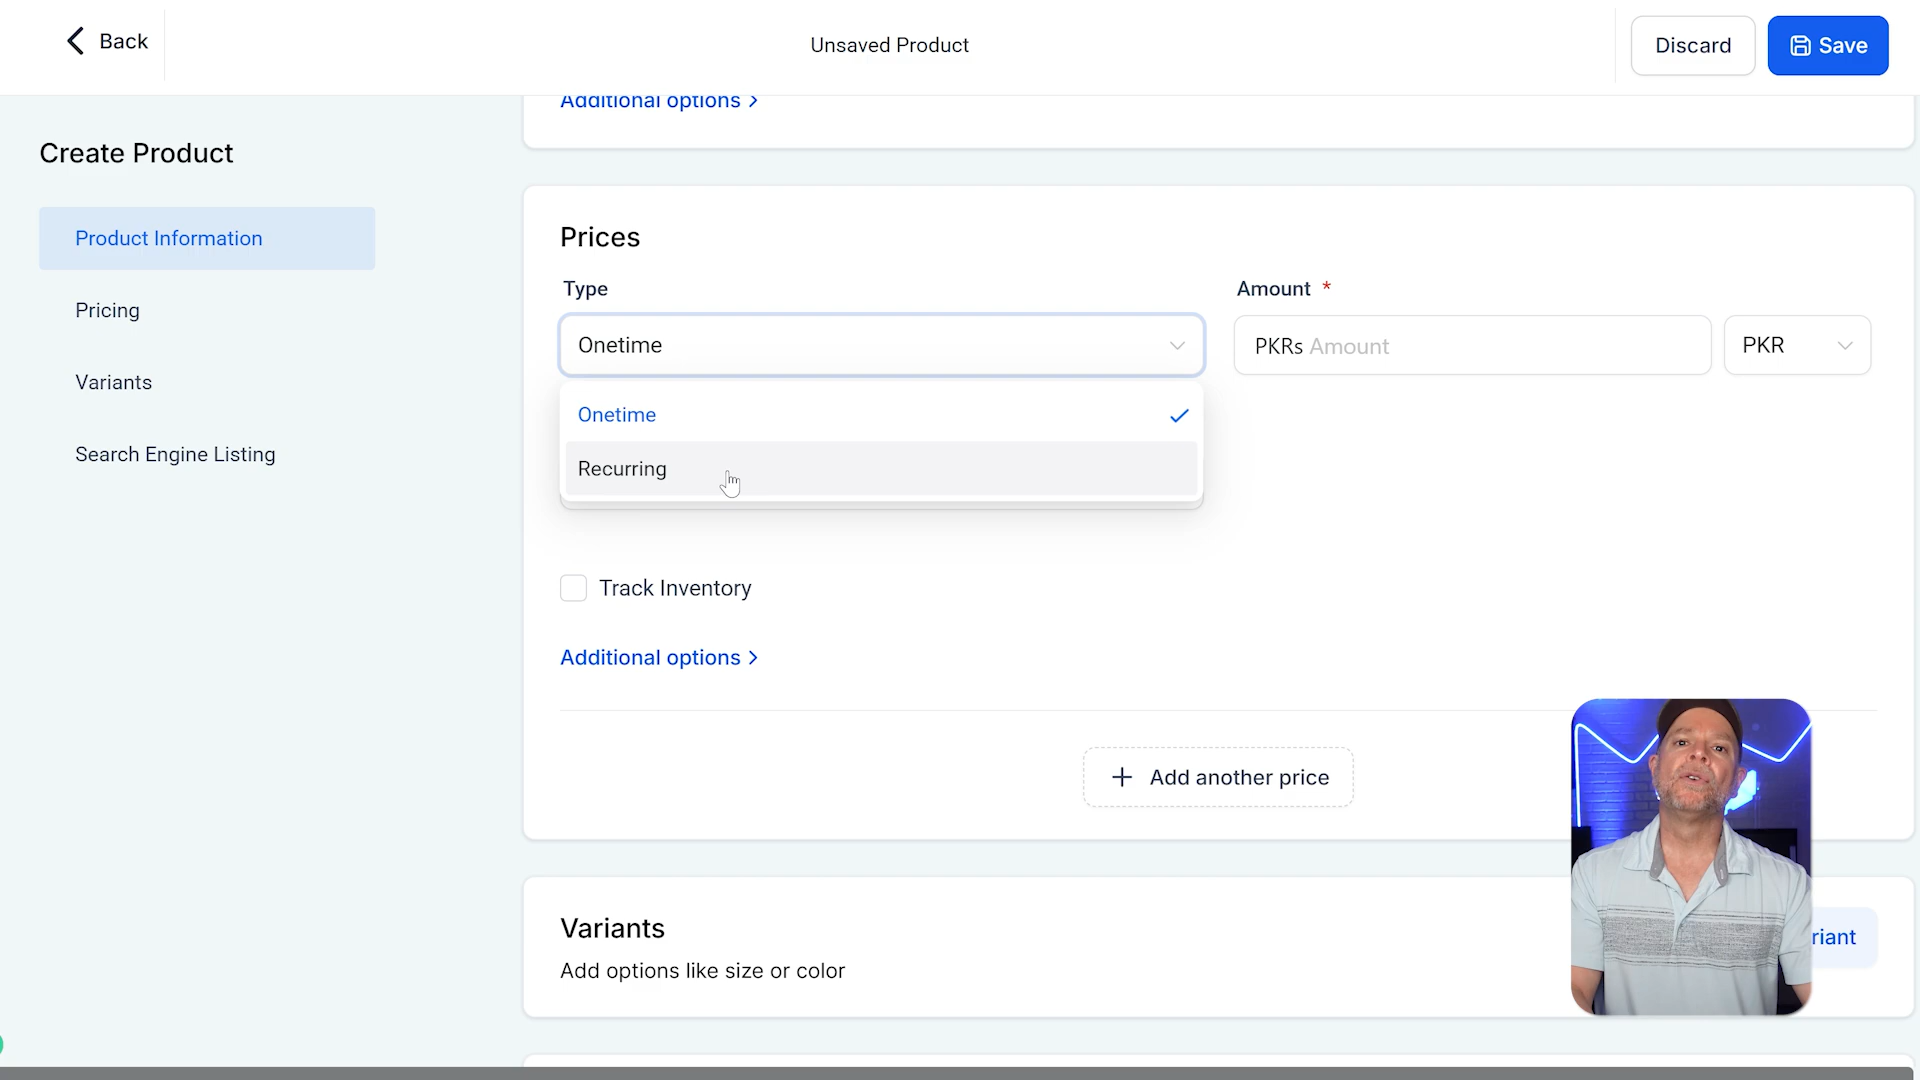 Back
Unsaved Product
Discard
Save
Additional options
Create Product
Product Information
Pricing
Variants
Search Engine Listing
Prices
Type
Amount *
Onetime
PKRs Amount
PKR
Onetime
Recurring
Track Inventory
Additional options
+ Add another price
Variants
Add options like size or color